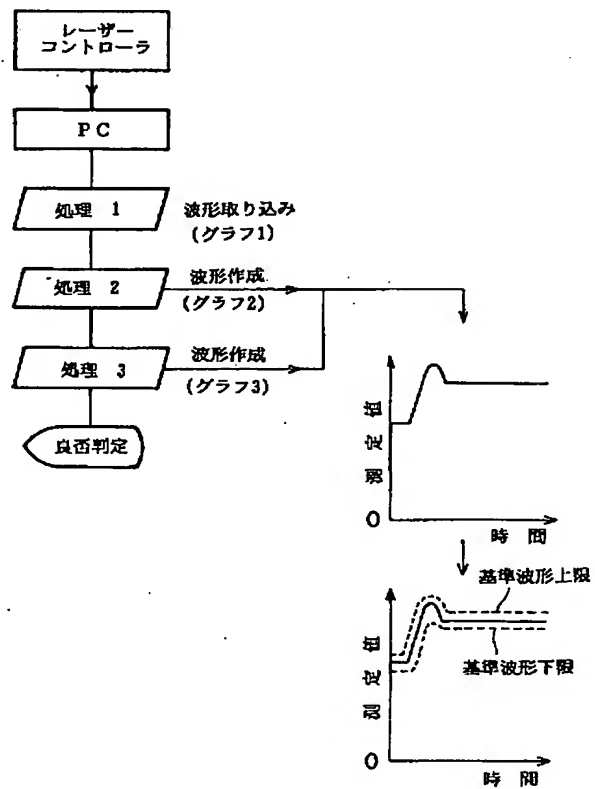 レーザー
コントローラ
PC
処理 1
波形取り込み
(グラフ1)
処理 2
波形作成
(グラフ2)
処理 3
波形作成
(グラフ3)
良否判定
測定値
0
時間
基準波形上限
基準波形下限
測定値
0
時間